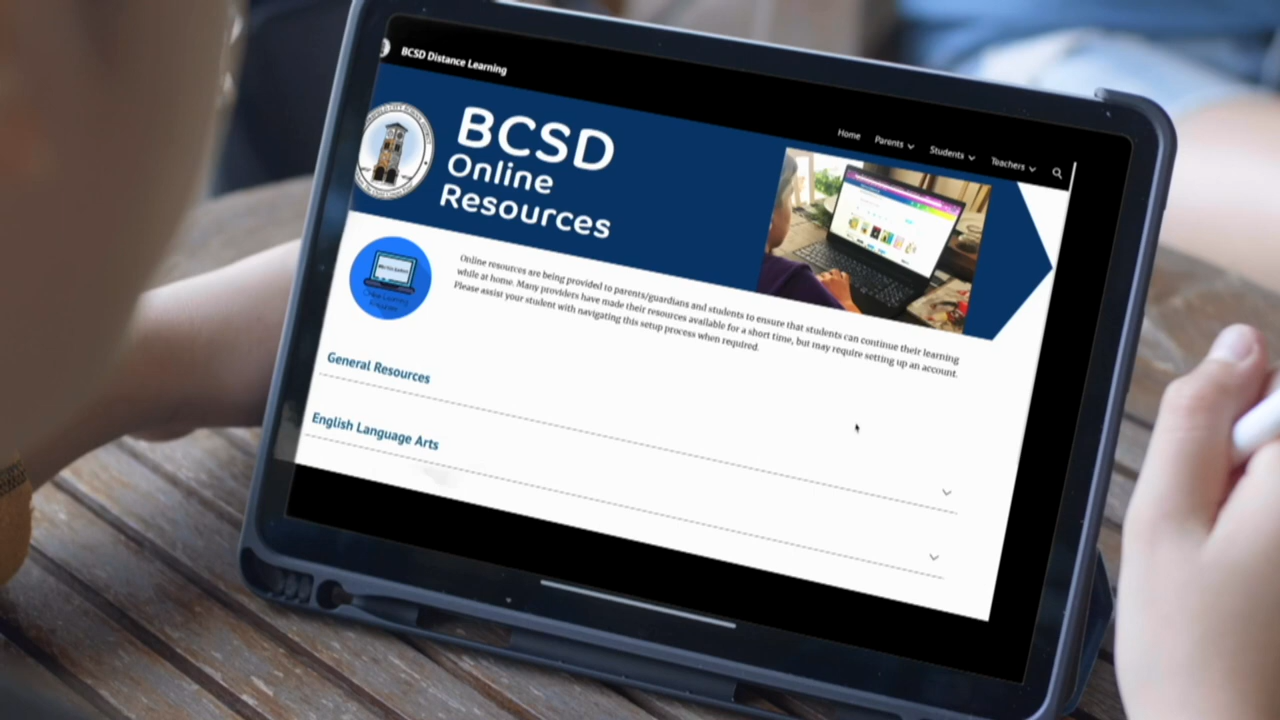 BCSD Distance Learning
Home Parents Students Teachers
BCSD
Online
Resources
Online resources are being provided to parents/guardians and students to ensure that students can continue their learning
while at home. Many providers have made their resources available for a short time, but may require setting up an account.
Please assist your student with navigating this setup process when required.
General Resources
English Language Arts